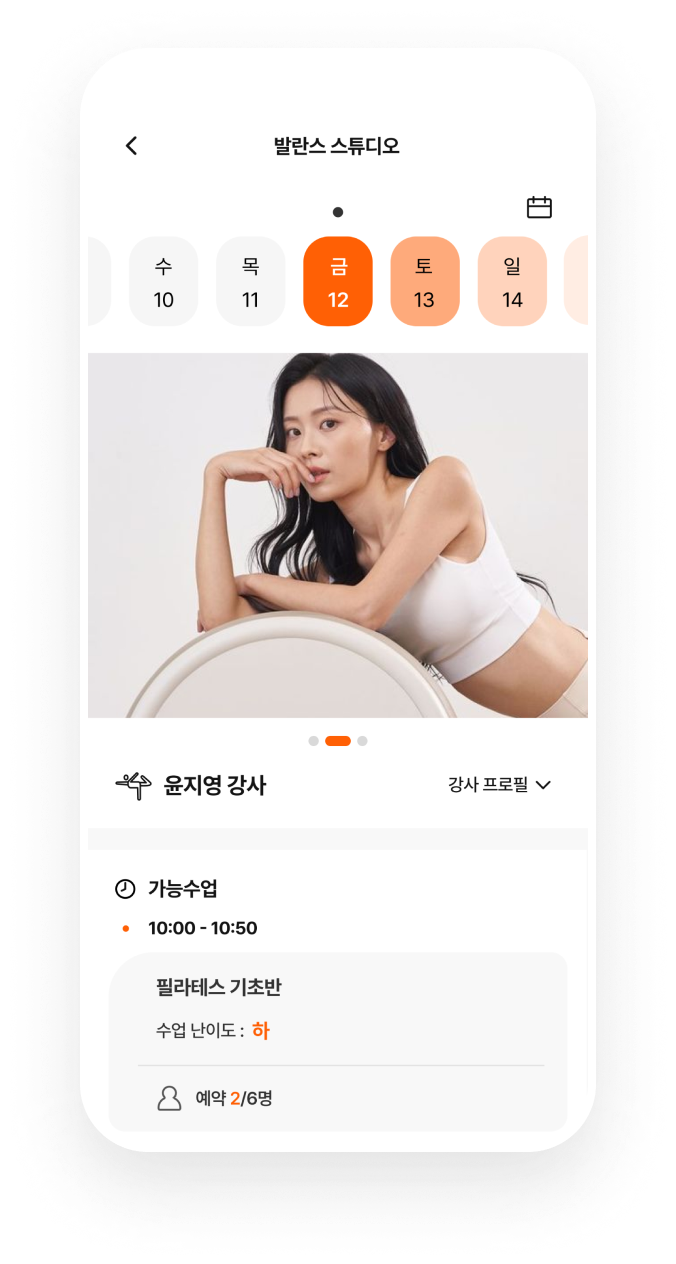 발란스 스튜디오
수 목 금 토 일
10 11 12 13 14
윤지영 강사 강사 프로필
가능수업
10:00 - 10:50
필라테스 기초반
수업 난이도 : 하
예약 2/6명